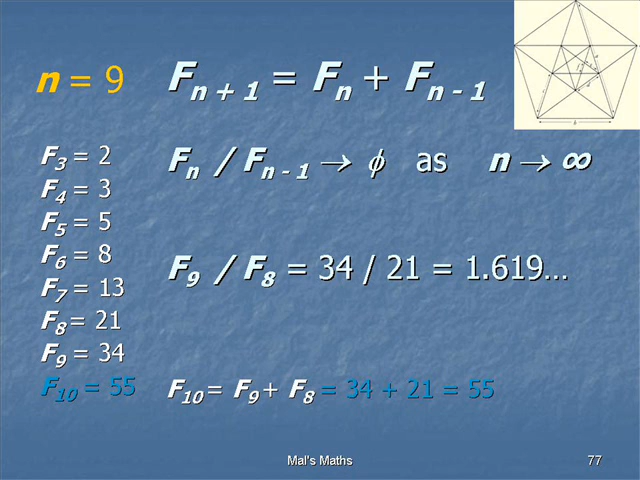 n = 9
Fn + 1 = Fn + Fn - 1
F3 = 2
F4 = 3
F5 = 5
F6 = 8
F7 = 13
F8 = 21
F9 = 34
F10 = 55
Fn / Fn - 1 → ϕ as n → ∞
F9 / F8 = 34 / 21 = 1.619…
F10 = F9 + F8 = 34 + 21 = 55
Mal's Maths
77